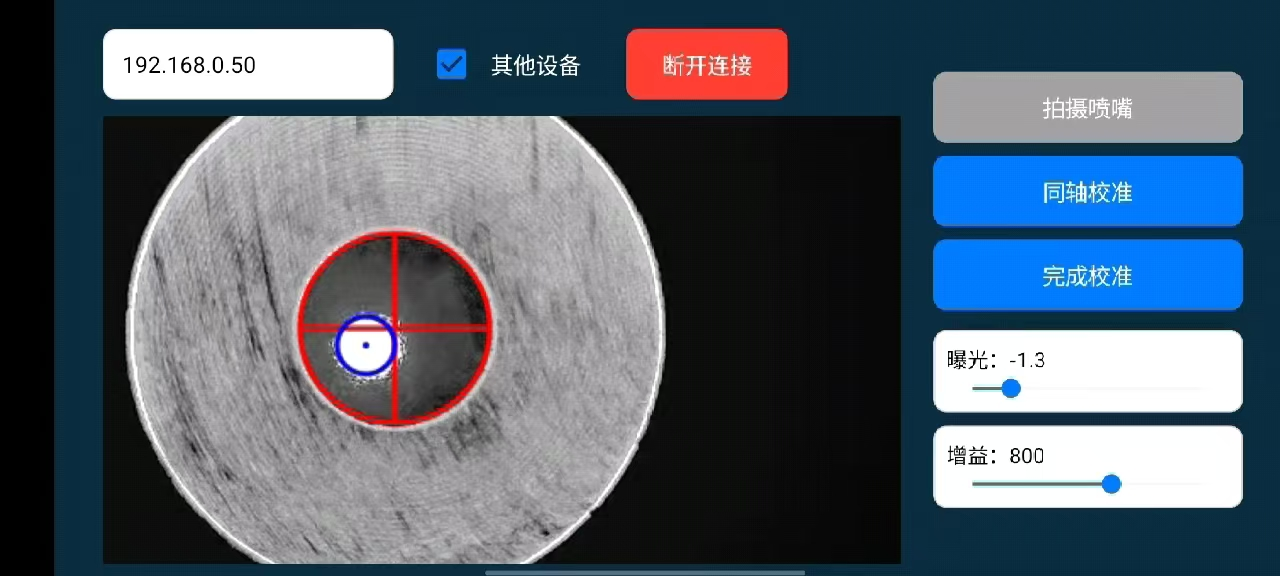 192.168.0.50
其他设备
断开连接
拍摄喷嘴
同轴校准
完成校准
曝光：-1.3
增益：800